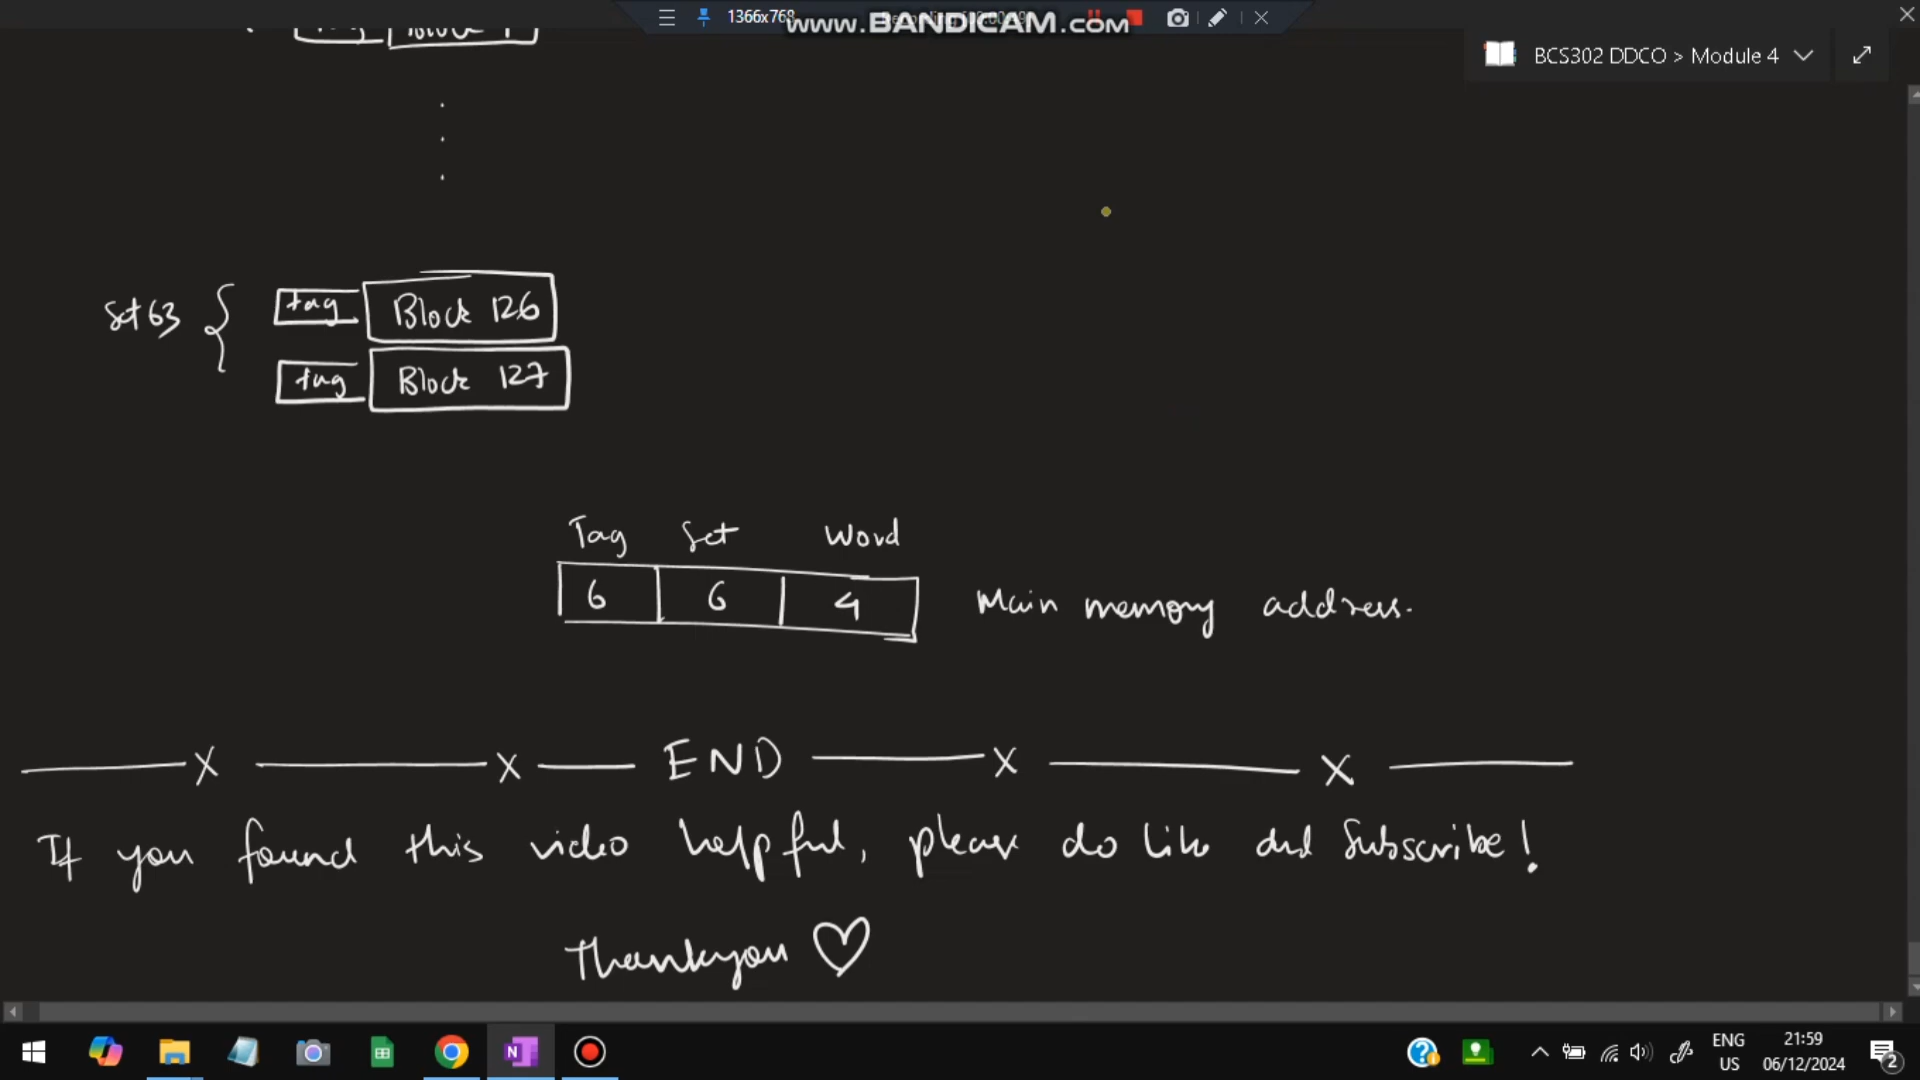 1366x768
www.BANDICAM.com
BCS302 DDCO > Module 4
Set 63
tag Block 126
tag Block 127
Tag Set Word
6 6 4 Main memory address.
X X END X X
If you found this video helpful, please do like and Subscribe!
Thankyou
ENG 21:59
US 06/12/2024
2